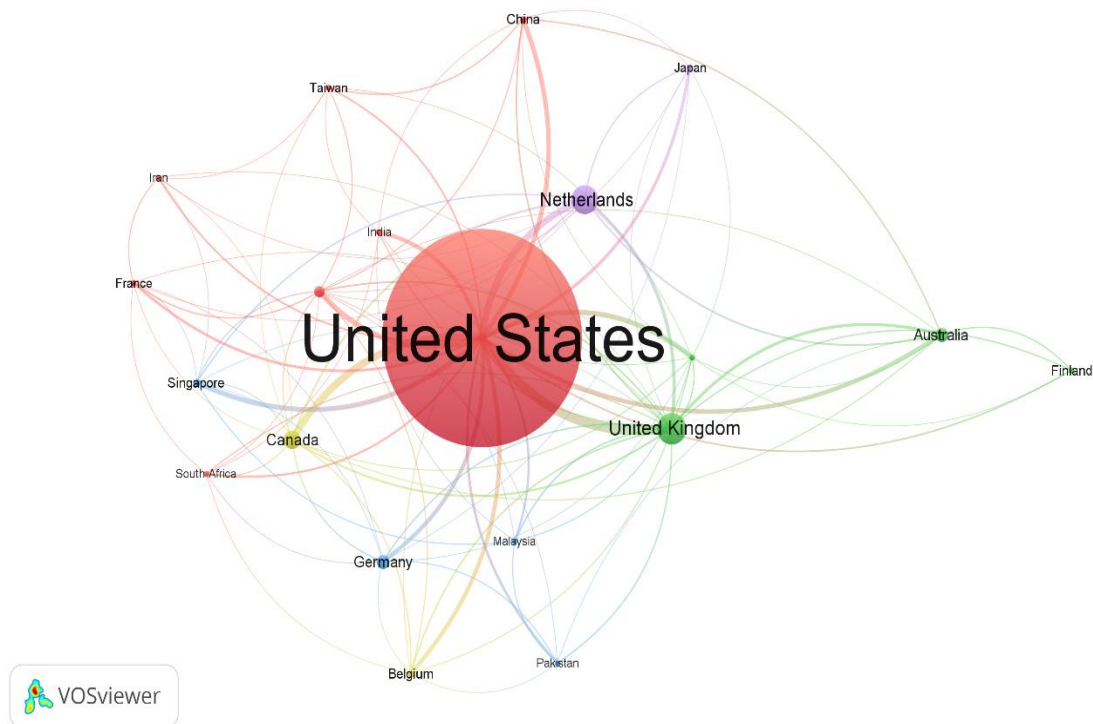 China
Japan
Taiwan
Iran
Netherlands
India
France
United States
Australia
Finland
Singapore
United Kingdom
Canada
South Africa
Malaysia
Germany
Pakistan
Belgium
VOSviewer